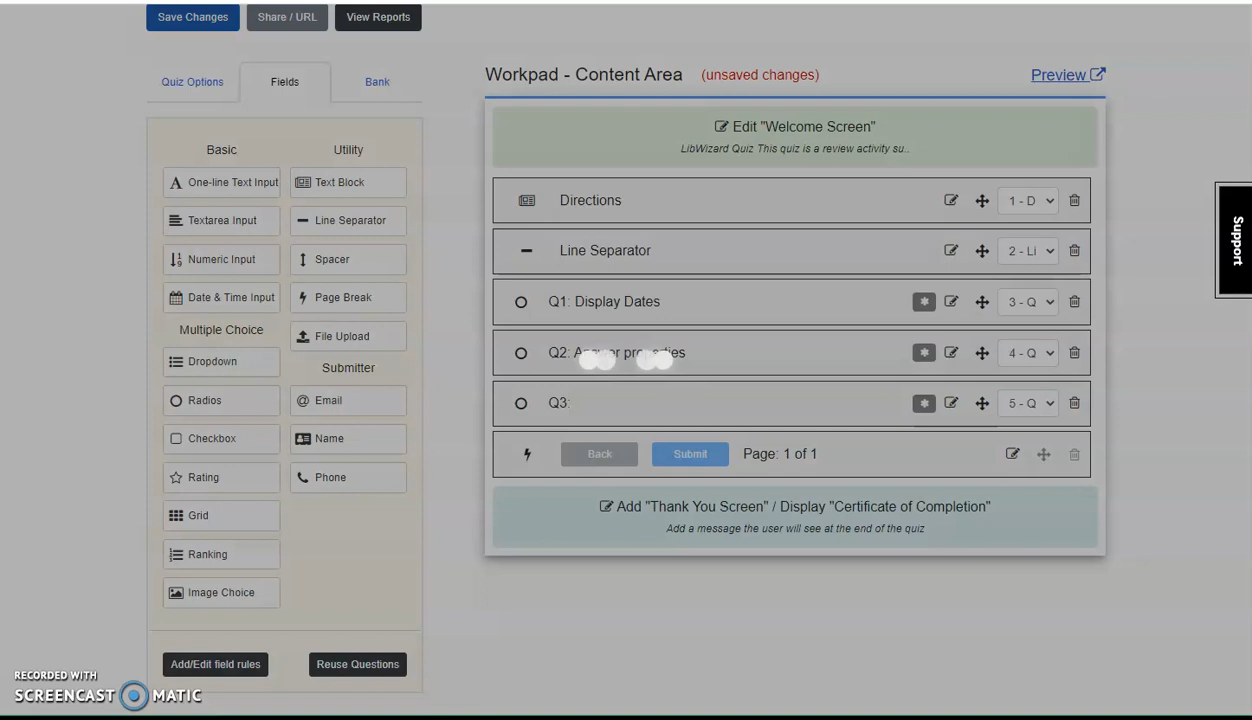 Save Changes
Share / URL
View Reports
Quiz Options
Fields
Bank
Workpad - Content Area
(unsaved changes)
Preview
Basic
Utility
One-line Text Input
Text Block
Textarea Input
Line Separator
Numeric Input
Spacer
Date & Time Input
Page Break
Multiple Choice
File Upload
Dropdown
Submitter
Radios
Email
Checkbox
Name
Rating
Phone
Grid
Ranking
Image Choice
Add/Edit field rules
Reuse Questions
Edit "Welcome Screen"
LibWizard Quiz This quiz is a review activity su...
Directions
1 - D
Line Separator
2 - Li
Q1: Display Dates
3 - Q
Q2: Answer properties
4 - Q
Q3:
5 - Q
Back
Submit
Page: 1 of 1
Add "Thank You Screen" / Display "Certificate of Completion"
Add a message the user will see at the end of the quiz
Support
RECORDED WITH
SCREENCAST MATIC